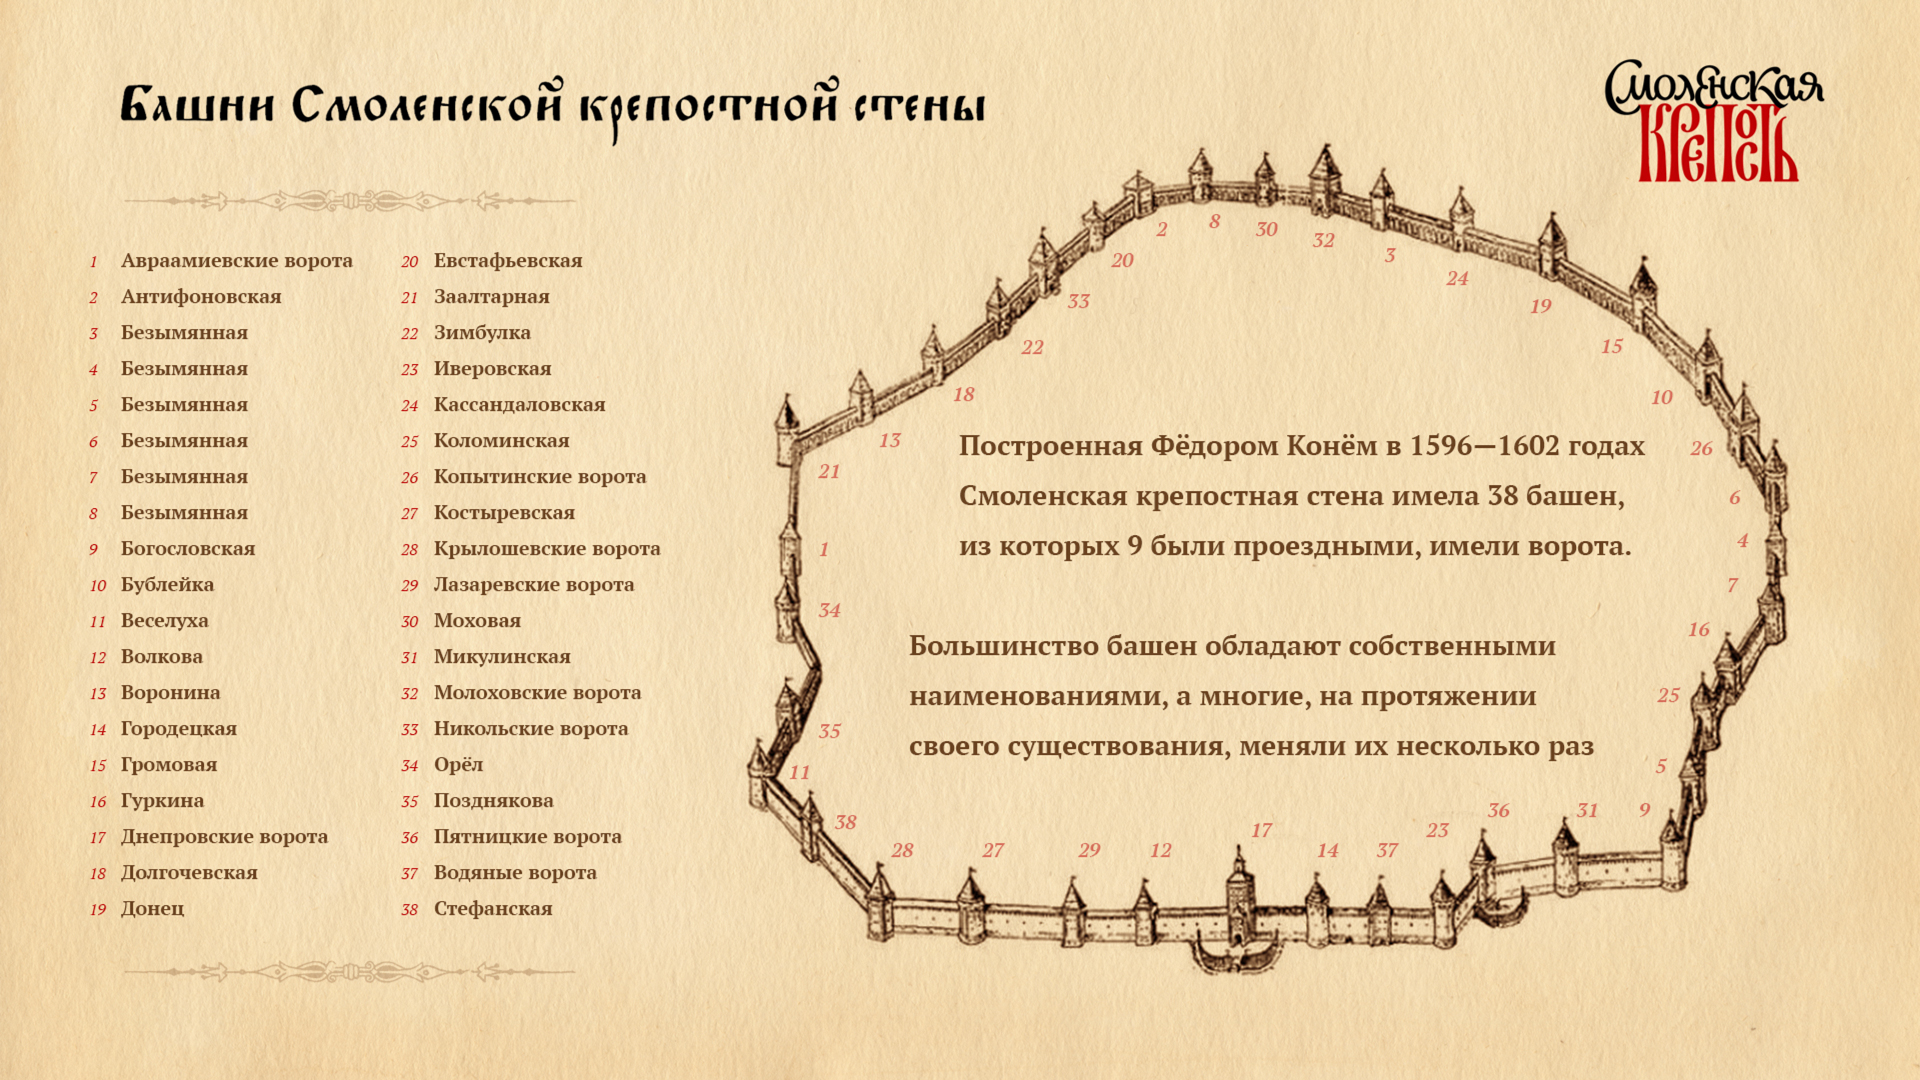 Башни Смоленской крепостной стены
Смоленская
крепость
1 Авраамиевские ворота
2 Антифоновская
3 Безымянная
4 Безымянная
5 Безымянная
6 Безымянная
7 Безымянная
8 Безымянная
9 Богословская
10 Бублейка
11 Веселуха
12 Волкова
13 Воронина
14 Городецкая
15 Громовая
16 Гуркина
17 Днепровские ворота
18 Долгочевская
19 Донец
20 Евстафьевская
21 Заалтарная
22 Зимбулка
23 Иверовская
24 Кассандаловская
25 Коломинская
26 Копытинские ворота
27 Костыревская
28 Крылошевские ворота
29 Лазаревские ворота
30 Моховая
31 Микулинская
32 Молоховские ворота
33 Никольские ворота
34 Орёл
35 Позднякова
36 Пятницкие ворота
37 Водяные ворота
38 Стефанская
2
8
30
32
3
20
24
33
19
22
15
18
10
13
26
21
6
4
1
7
34
16
25
35
5
11
38
28
27
29
12
17
14
37
23
36
31
9
Построенная Фёдором Конём в 1596—1602 годах
Смоленская крепостная стена имела 38 башен,
из которых 9 были проездными, имели ворота.
Большинство башен обладают собственными
наименованиями, а многие, на протяжении
своего существования, меняли их несколько раз